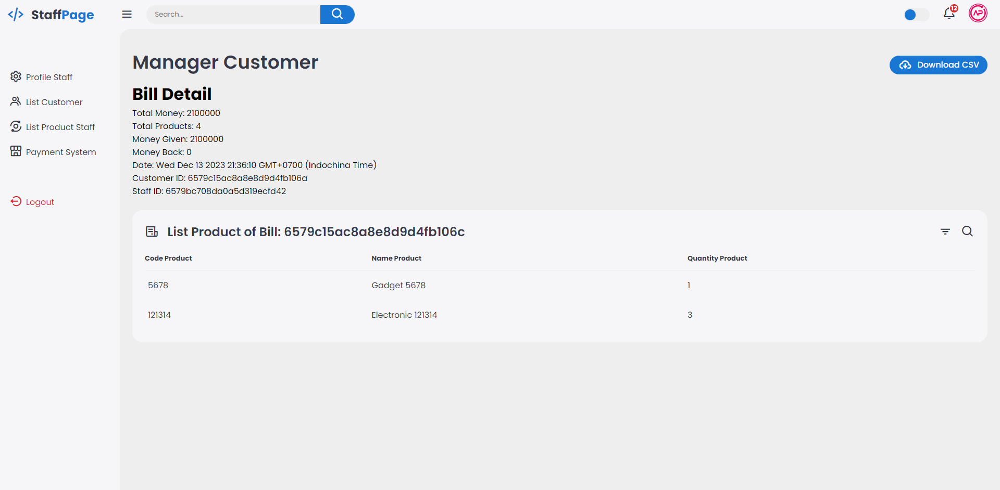 StaffPage
Search...
12
AP
Profile Staff
List Customer
List Product Staff
Payment System
Logout
Manager Customer
Download CSV
Bill Detail
Total Money: 2100000
Total Products: 4
Money Given: 2100000
Money Back: 0
Date: Wed Dec 13 2023 21:36:10 GMT+0700 (Indochina Time)
Customer ID: 6579c15ac8a8e8d9d4fb106a
Staff ID: 6579bc708da0a5d319ecfd42
List Product of Bill: 6579c15ac8a8e8d9d4fb106c
Code Product Name Product Quantity Product
5678 Gadget 5678 1
121314 Electronic 121314 3